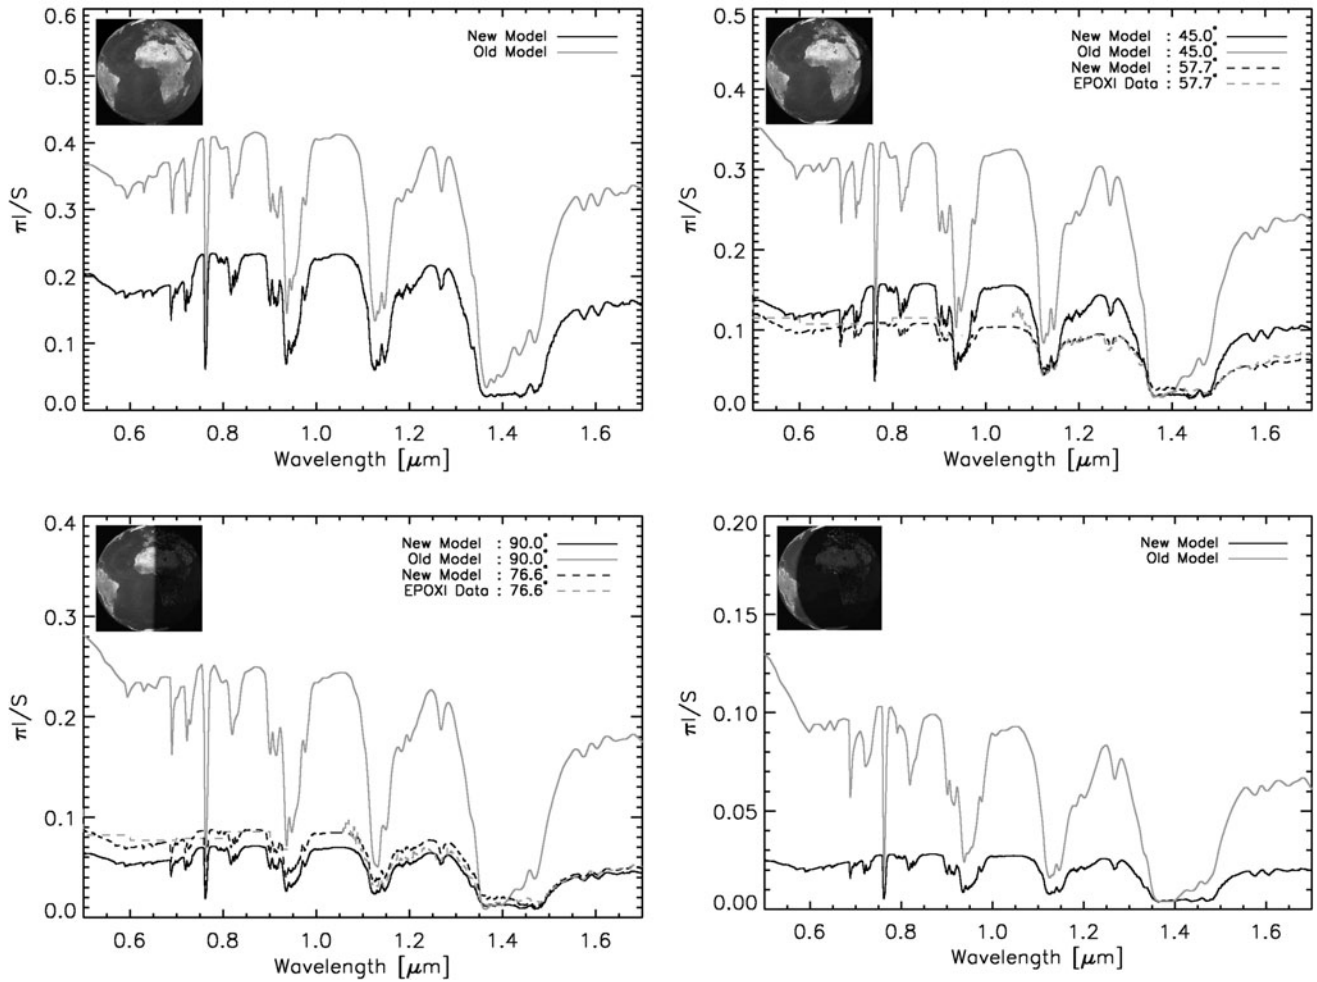 0.6
0.5
0.4
0.3
0.2
0.1
0.0
πI/S
New Model
Old Model
0.6 0.8 1.0 1.2 1.4 1.6
Wavelength [μm]
0.5
0.4
0.3
0.2
0.1
0.0
πI/S
New Model : 45.0°
Old Model : 45.0°
New Model : 57.7°
EPOXI Data : 57.7°
0.6 0.8 1.0 1.2 1.4 1.6
Wavelength [μm]
0.4
0.3
0.2
0.1
0.0
πI/S
New Model : 90.0°
Old Model : 90.0°
New Model : 76.6°
EPOXI Data : 76.6°
0.6 0.8 1.0 1.2 1.4 1.6
Wavelength [μm]
0.20
0.15
0.10
0.05
0.00
πI/S
New Model
Old Model
0.6 0.8 1.0 1.2 1.4 1.6
Wavelength [μm]